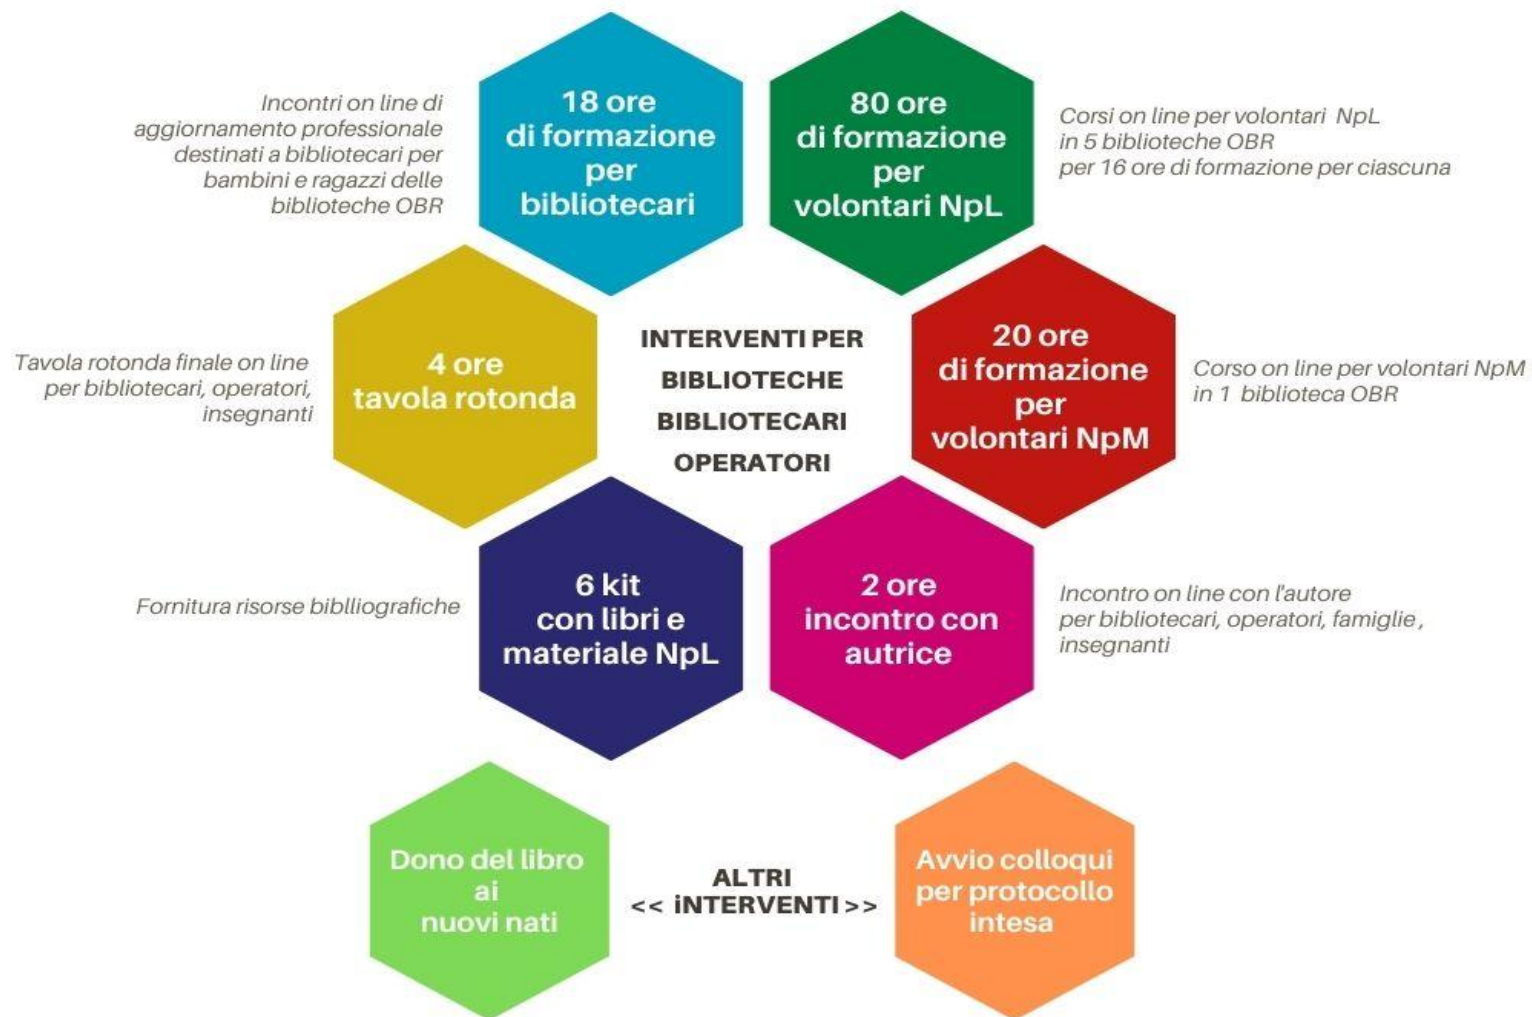 Incontri on line di
aggiornamento professionale
destinati a bibliotecari per
bambini e ragazzi delle
biblioteche OBR
18 ore
di formazione
per
bibliotecari
80 ore
di formazione
per
volontari NpL
Corsi on line per volontari NpL
in 5 biblioteche OBR
per 16 ore di formazione per ciascuna
Tavola rotonda finale on line
per bibliotecari, operatori,
insegnanti
4 ore
tavola rotonda
INTERVENTI PER
BIBLIOTECHE
BIBLIOTECARI
OPERATORI
20 ore
di formazione
per
volontari NpM
Corso on line per volontari NpM
in 1 biblioteca OBR
Fornitura risorse biblliografiche
6 kit
con libri e
materiale NpL
2 ore
incontro con
autrice
Incontro on line con l'autore
per bibliotecari, operatori, famiglie ,
insegnanti
Dono del libro
ai
nuovi nati
ALTRI
<< iNTERVENTI >>
Avvio colloqui
per protocollo
intesa